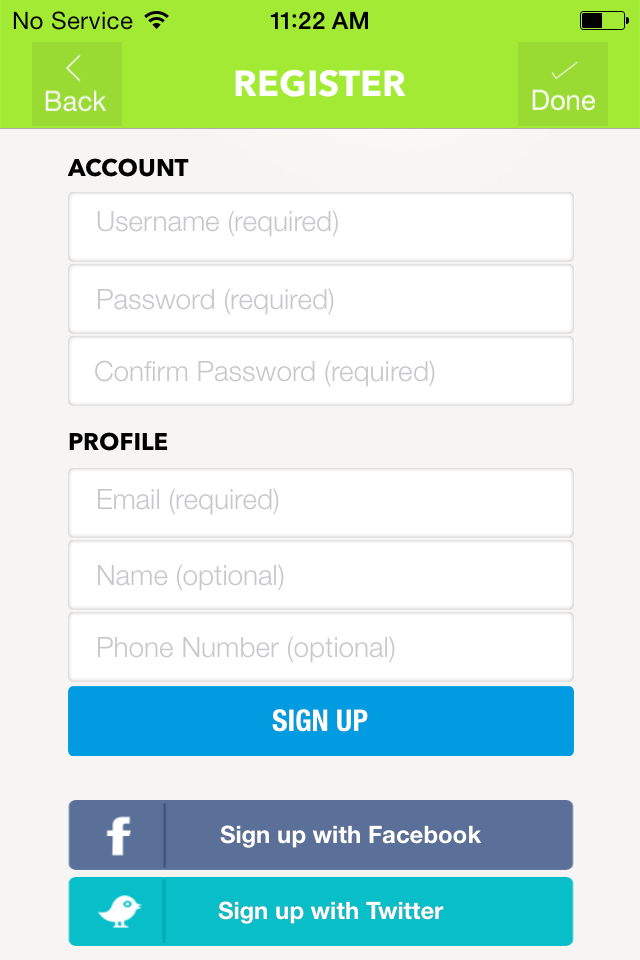 No Service 11:22 AM
Back REGISTER Done
ACCOUNT
Username (required)
Password (required)
Confirm Password (required)
PROFILE
Email (required)
Name (optional)
Phone Number (optional)
SIGN UP
f Sign up with Facebook
Sign up with Twitter